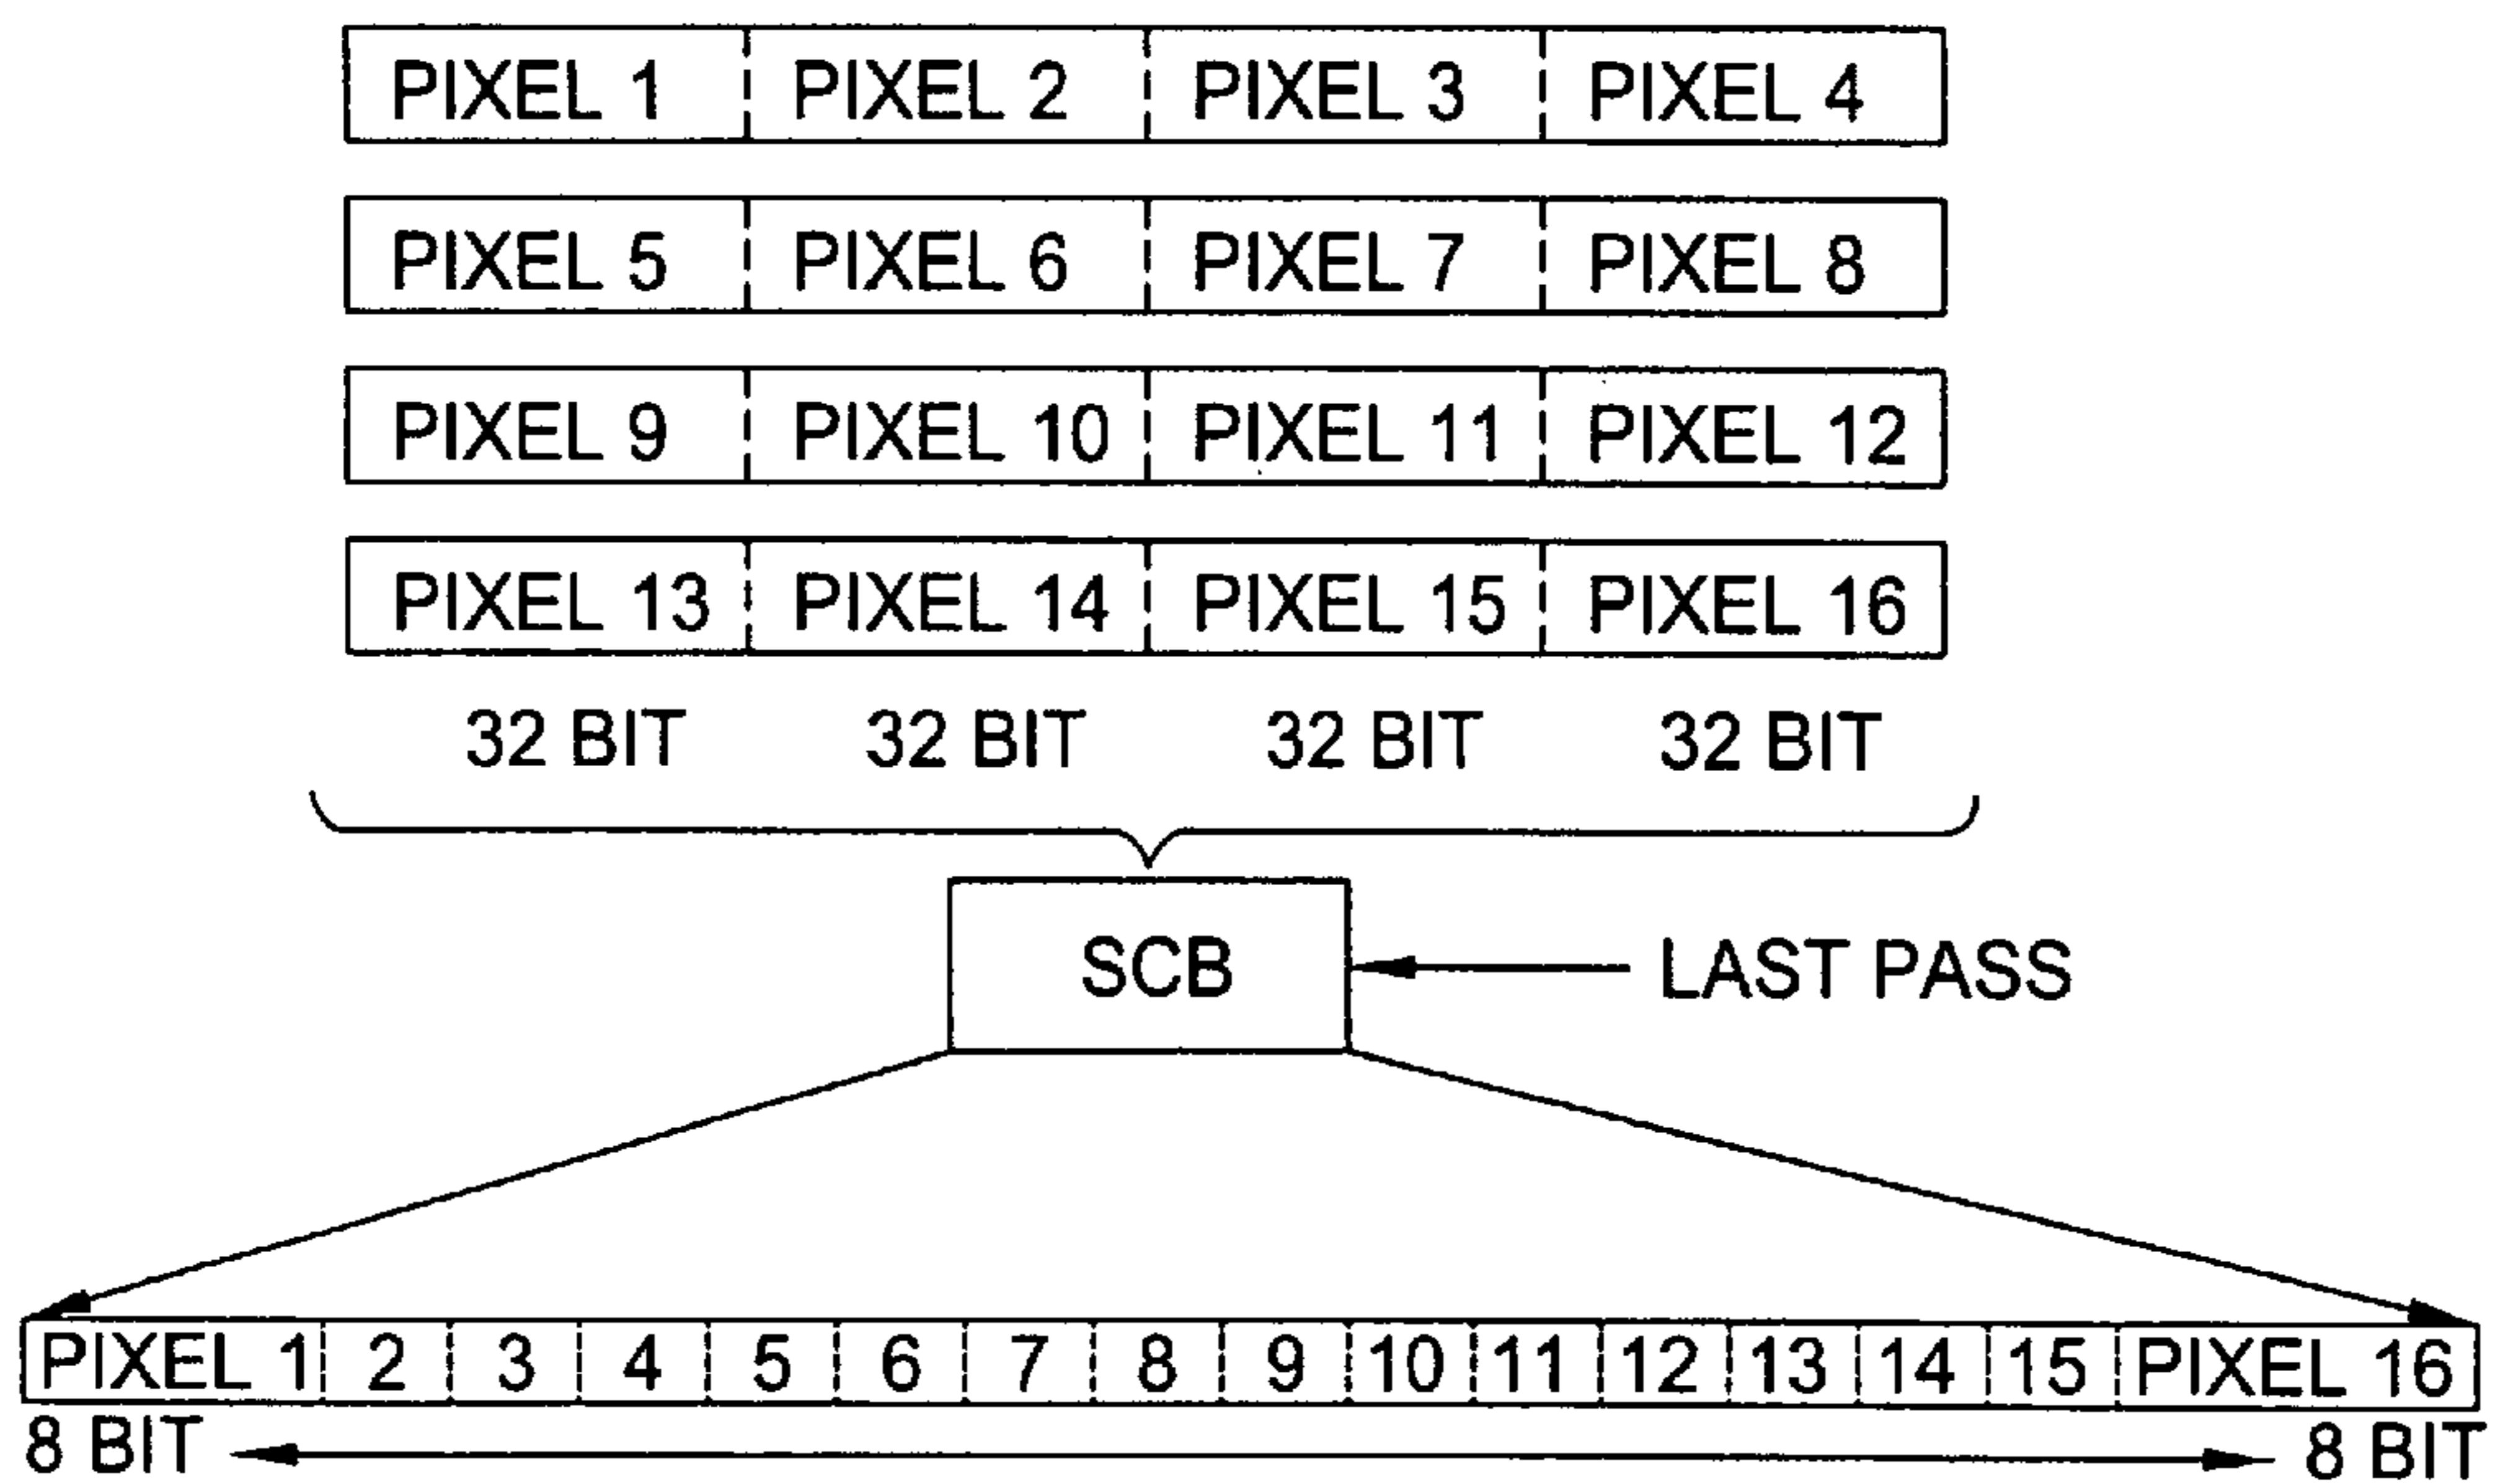 PIXEL 1 PIXEL 2 PIXEL 3 PIXEL 4
PIXEL 5 PIXEL 6 PIXEL 7 PIXEL 8
PIXEL 9 PIXEL 10 PIXEL 11 PIXEL 12
PIXEL 13 PIXEL 14 PIXEL 15 PIXEL 16
32 BIT 32 BIT 32 BIT 32 BIT
SCB LAST PASS
PIXEL 1 2 3 4 5 6 7 8 9 10 11 12 13 14 15 PIXEL 16
8 BIT 8 BIT